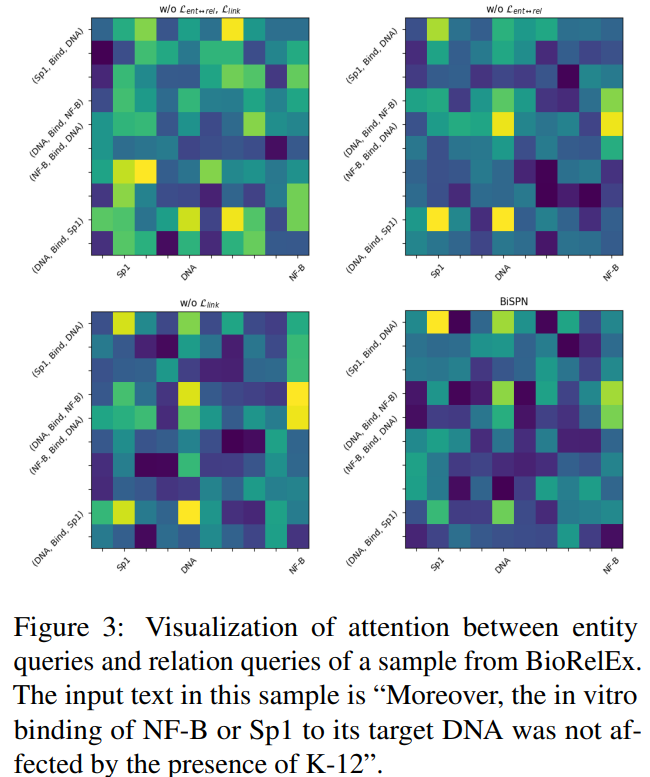 w/o ℒent↔rel, ℒlink
(Sp1, Bind, DNA)
(DNA, Bind, NF-B)
(NF-B, Bind, DNA)
(DNA, Bind, Sp1)
Sp1
DNA
NF-B
w/o ℒent↔rel
(Sp1, Bind, DNA)
(DNA, Bind, NF-B)
(NF-B, Bind, DNA)
(DNA, Bind, Sp1)
Sp1
DNA
NF-B
w/o ℒlink
(Sp1, Bind, DNA)
(DNA, Bind, NF-B)
(NF-B, Bind, DNA)
(DNA, Bind, Sp1)
Sp1
DNA
NF-B
BiSPN
(Sp1, Bind, DNA)
(DNA, Bind, NF-B)
(NF-B, Bind, DNA)
(DNA, Bind, Sp1)
Sp1
DNA
NF-B
Figure 3: Visualization of attention between entity
queries and relation queries of a sample from BioRelEx.
The input text in this sample is “Moreover, the in vitro
binding of NF-B or Sp1 to its target DNA was not af-
fected by the presence of K-12”.